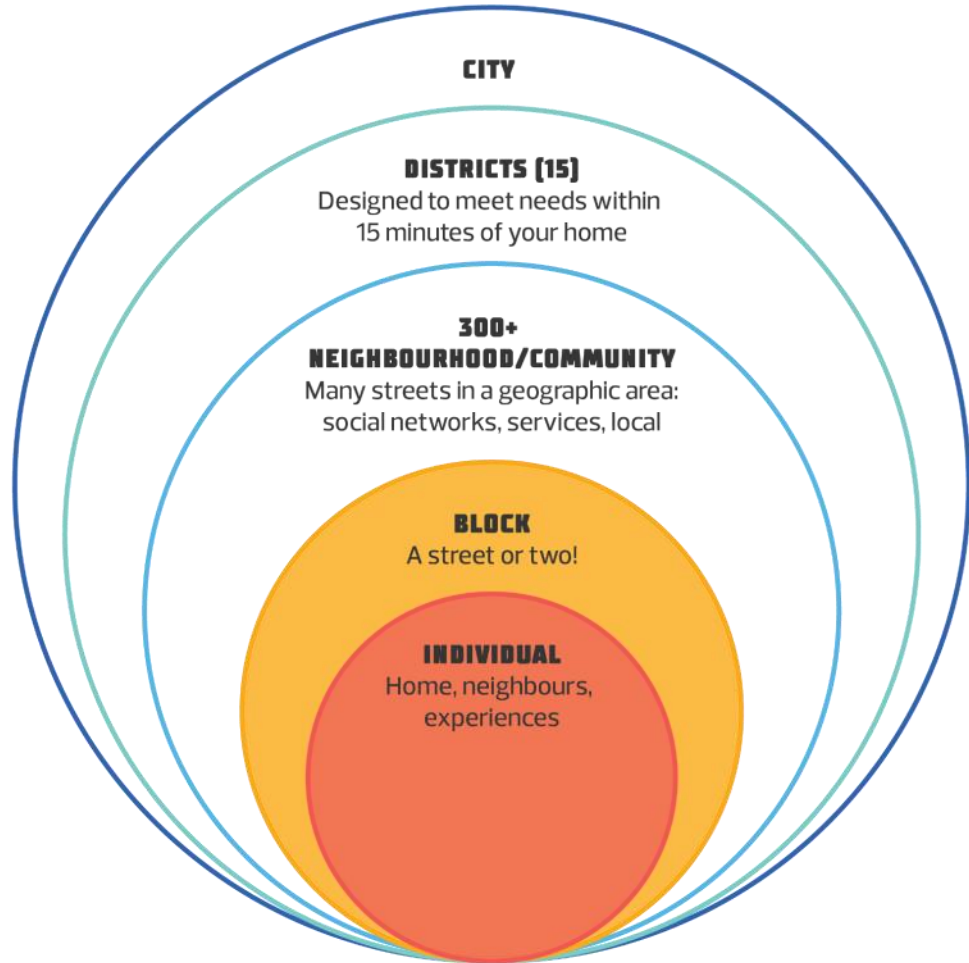 CITY
DISTRICTS (15)
Designed to meet needs within
15 minutes of your home
300+
NEIGHBOURHOOD/COMMUNITY
Many streets in a geographic area:
social networks, services, local
BLOCK
A street or two!
INDIVIDUAL
Home, neighbours,
experiences